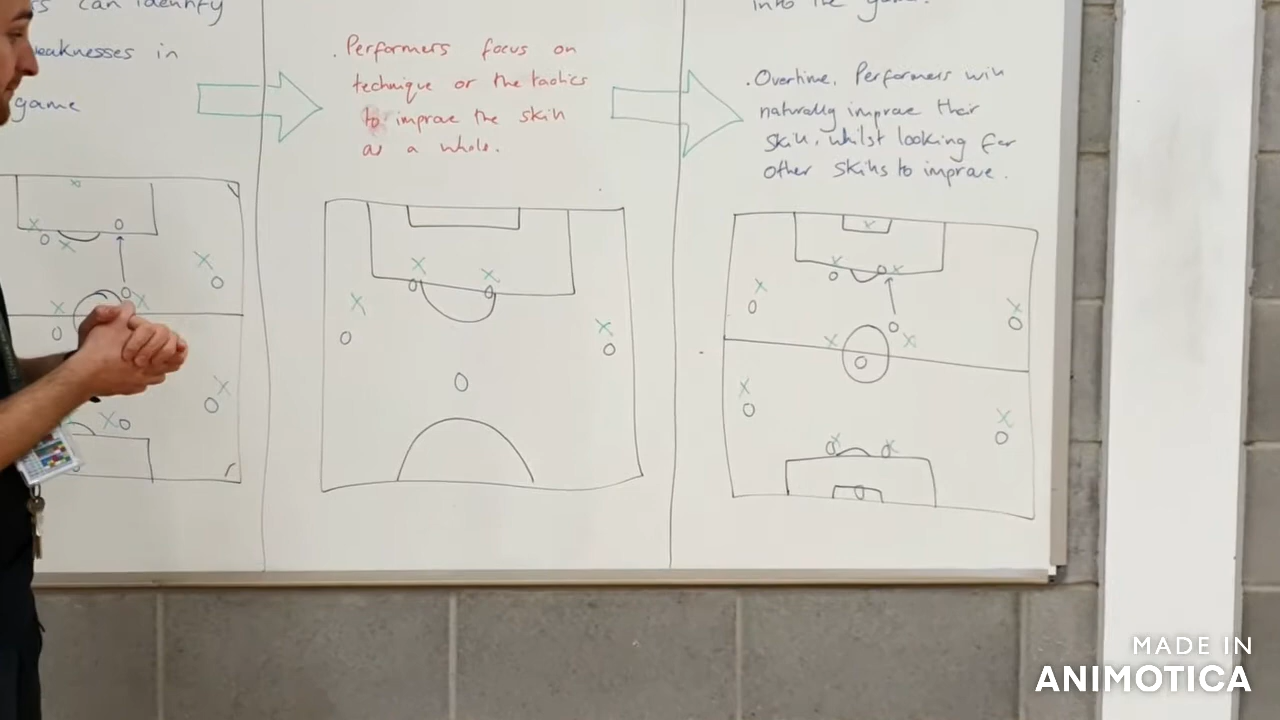 can identify
weaknesses in
game
. Performers focus on
technique or the tactics
to improve the skill
as a whole.
into the game.
. Overtime, Performers will
naturally improve their
skill, whilst looking for
other skills to improve.
MADE IN
ANIMOTICA